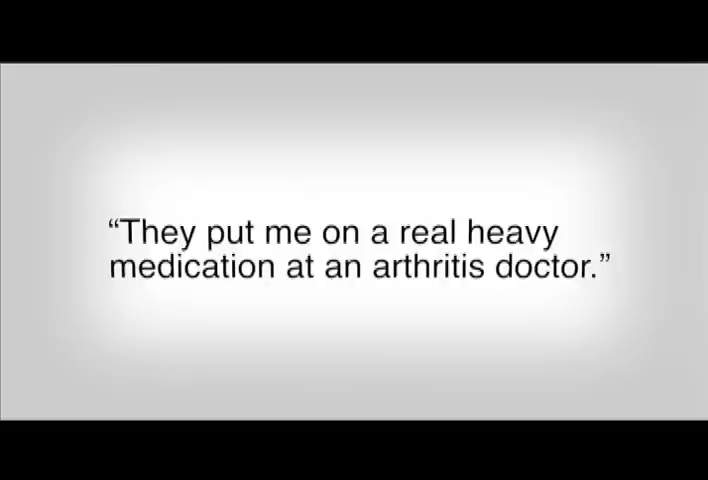 “They put me on a real heavy
medication at an arthritis doctor.”